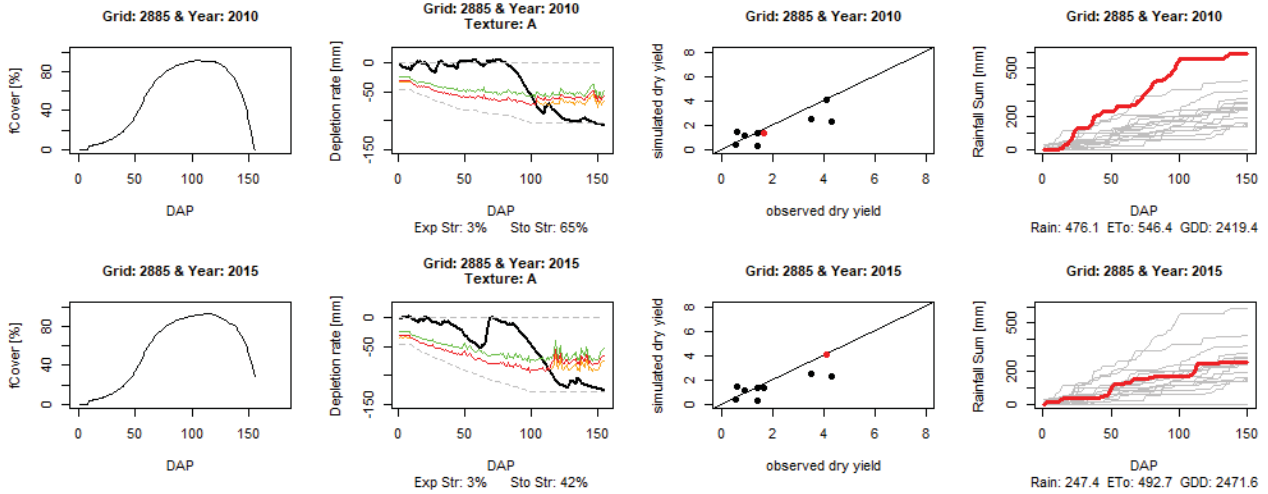 Grid: 2885 & Year: 2010
fCover [%]
0 40 80
0 50 100 150
DAP
Grid: 2885 & Year: 2010
Texture: A
Depletion rate [mm]
-150 -50 0
0 50 100 150
DAP
Exp Str: 3% Sto Str: 65%
Grid: 2885 & Year: 2010
simulated dry yield
0 2 4 6 8
0 2 4 6 8
observed dry yield
Grid: 2885 & Year: 2010
Rainfall Sum [mm]
0 200 500
0 50 100 150
DAP
Rain: 476.1 ETo: 546.4 GDD: 2419.4
Grid: 2885 & Year: 2015
fCover [%]
0 40 80
0 50 100 150
DAP
Grid: 2885 & Year: 2015
Texture: A
Depletion rate [mm]
-150 -50 0
0 50 100 150
DAP
Exp Str: 3% Sto Str: 42%
Grid: 2885 & Year: 2015
simulated dry yield
0 2 4 6 8
0 2 4 6 8
observed dry yield
Grid: 2885 & Year: 2015
Rainfall Sum [mm]
0 200 500
0 50 100 150
DAP
Rain: 247.4 ETo: 492.7 GDD: 2471.6